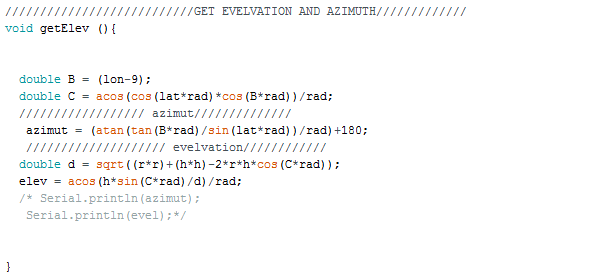 ///////////////////////////GET EVELVATION AND AZIMUTH/////////////
void getElev (){
double B = (lon-9);
double C = acos(cos(lat*rad)*cos(B*rad))/rad;
////////////////// azimut//////////////
azimut = (atan(tan(B*rad)/sin(lat*rad))/rad)+180;
//////////////////// evelvation////////////
double d = sqrt((r*r)+(h*h)-2*r*h*cos(C*rad));
elev = acos(h*sin(C*rad)/d)/rad;
/* Serial.println(azimut);
Serial.println(evel);*/
}